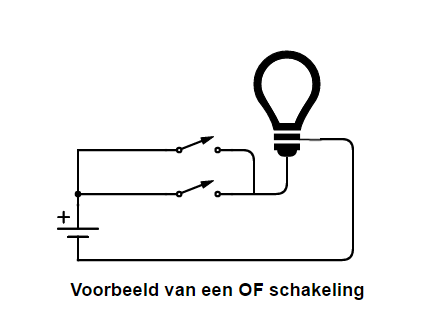 +
Voorbeeld van een OF schakeling